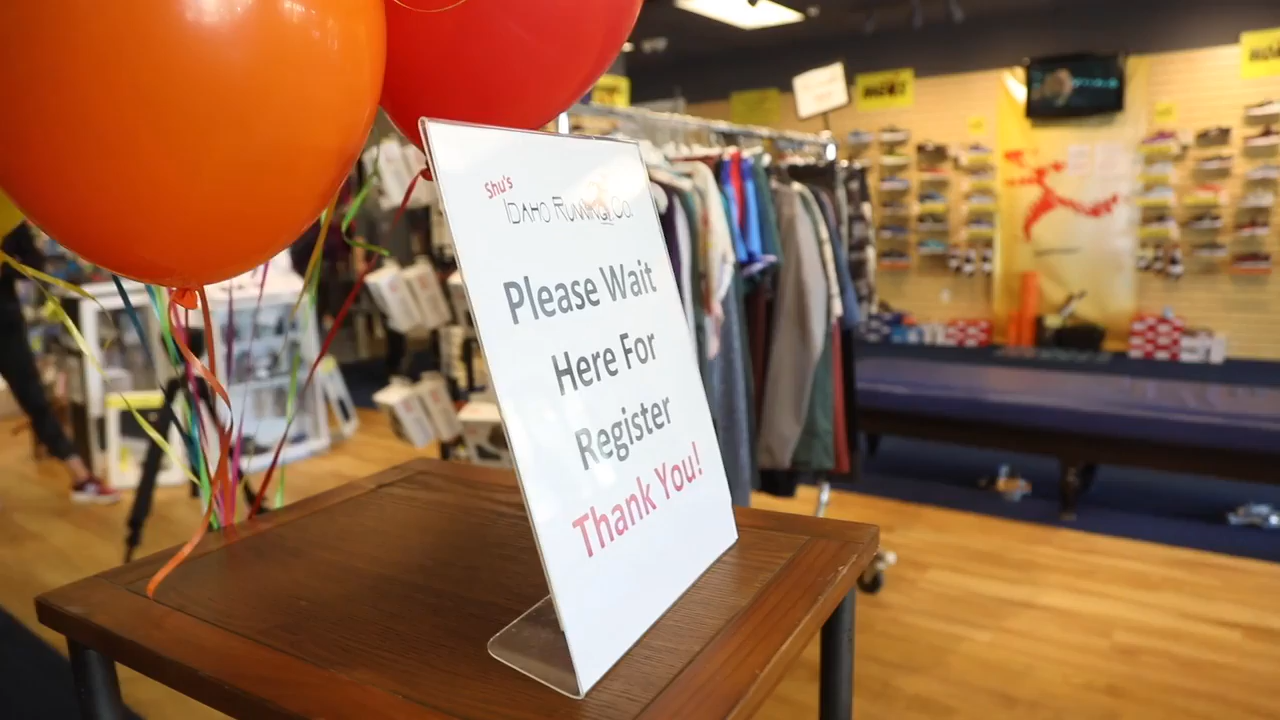 Shu's
IDAHO RUNNING CO.
Please Wait
Here For
Register
Thank You!